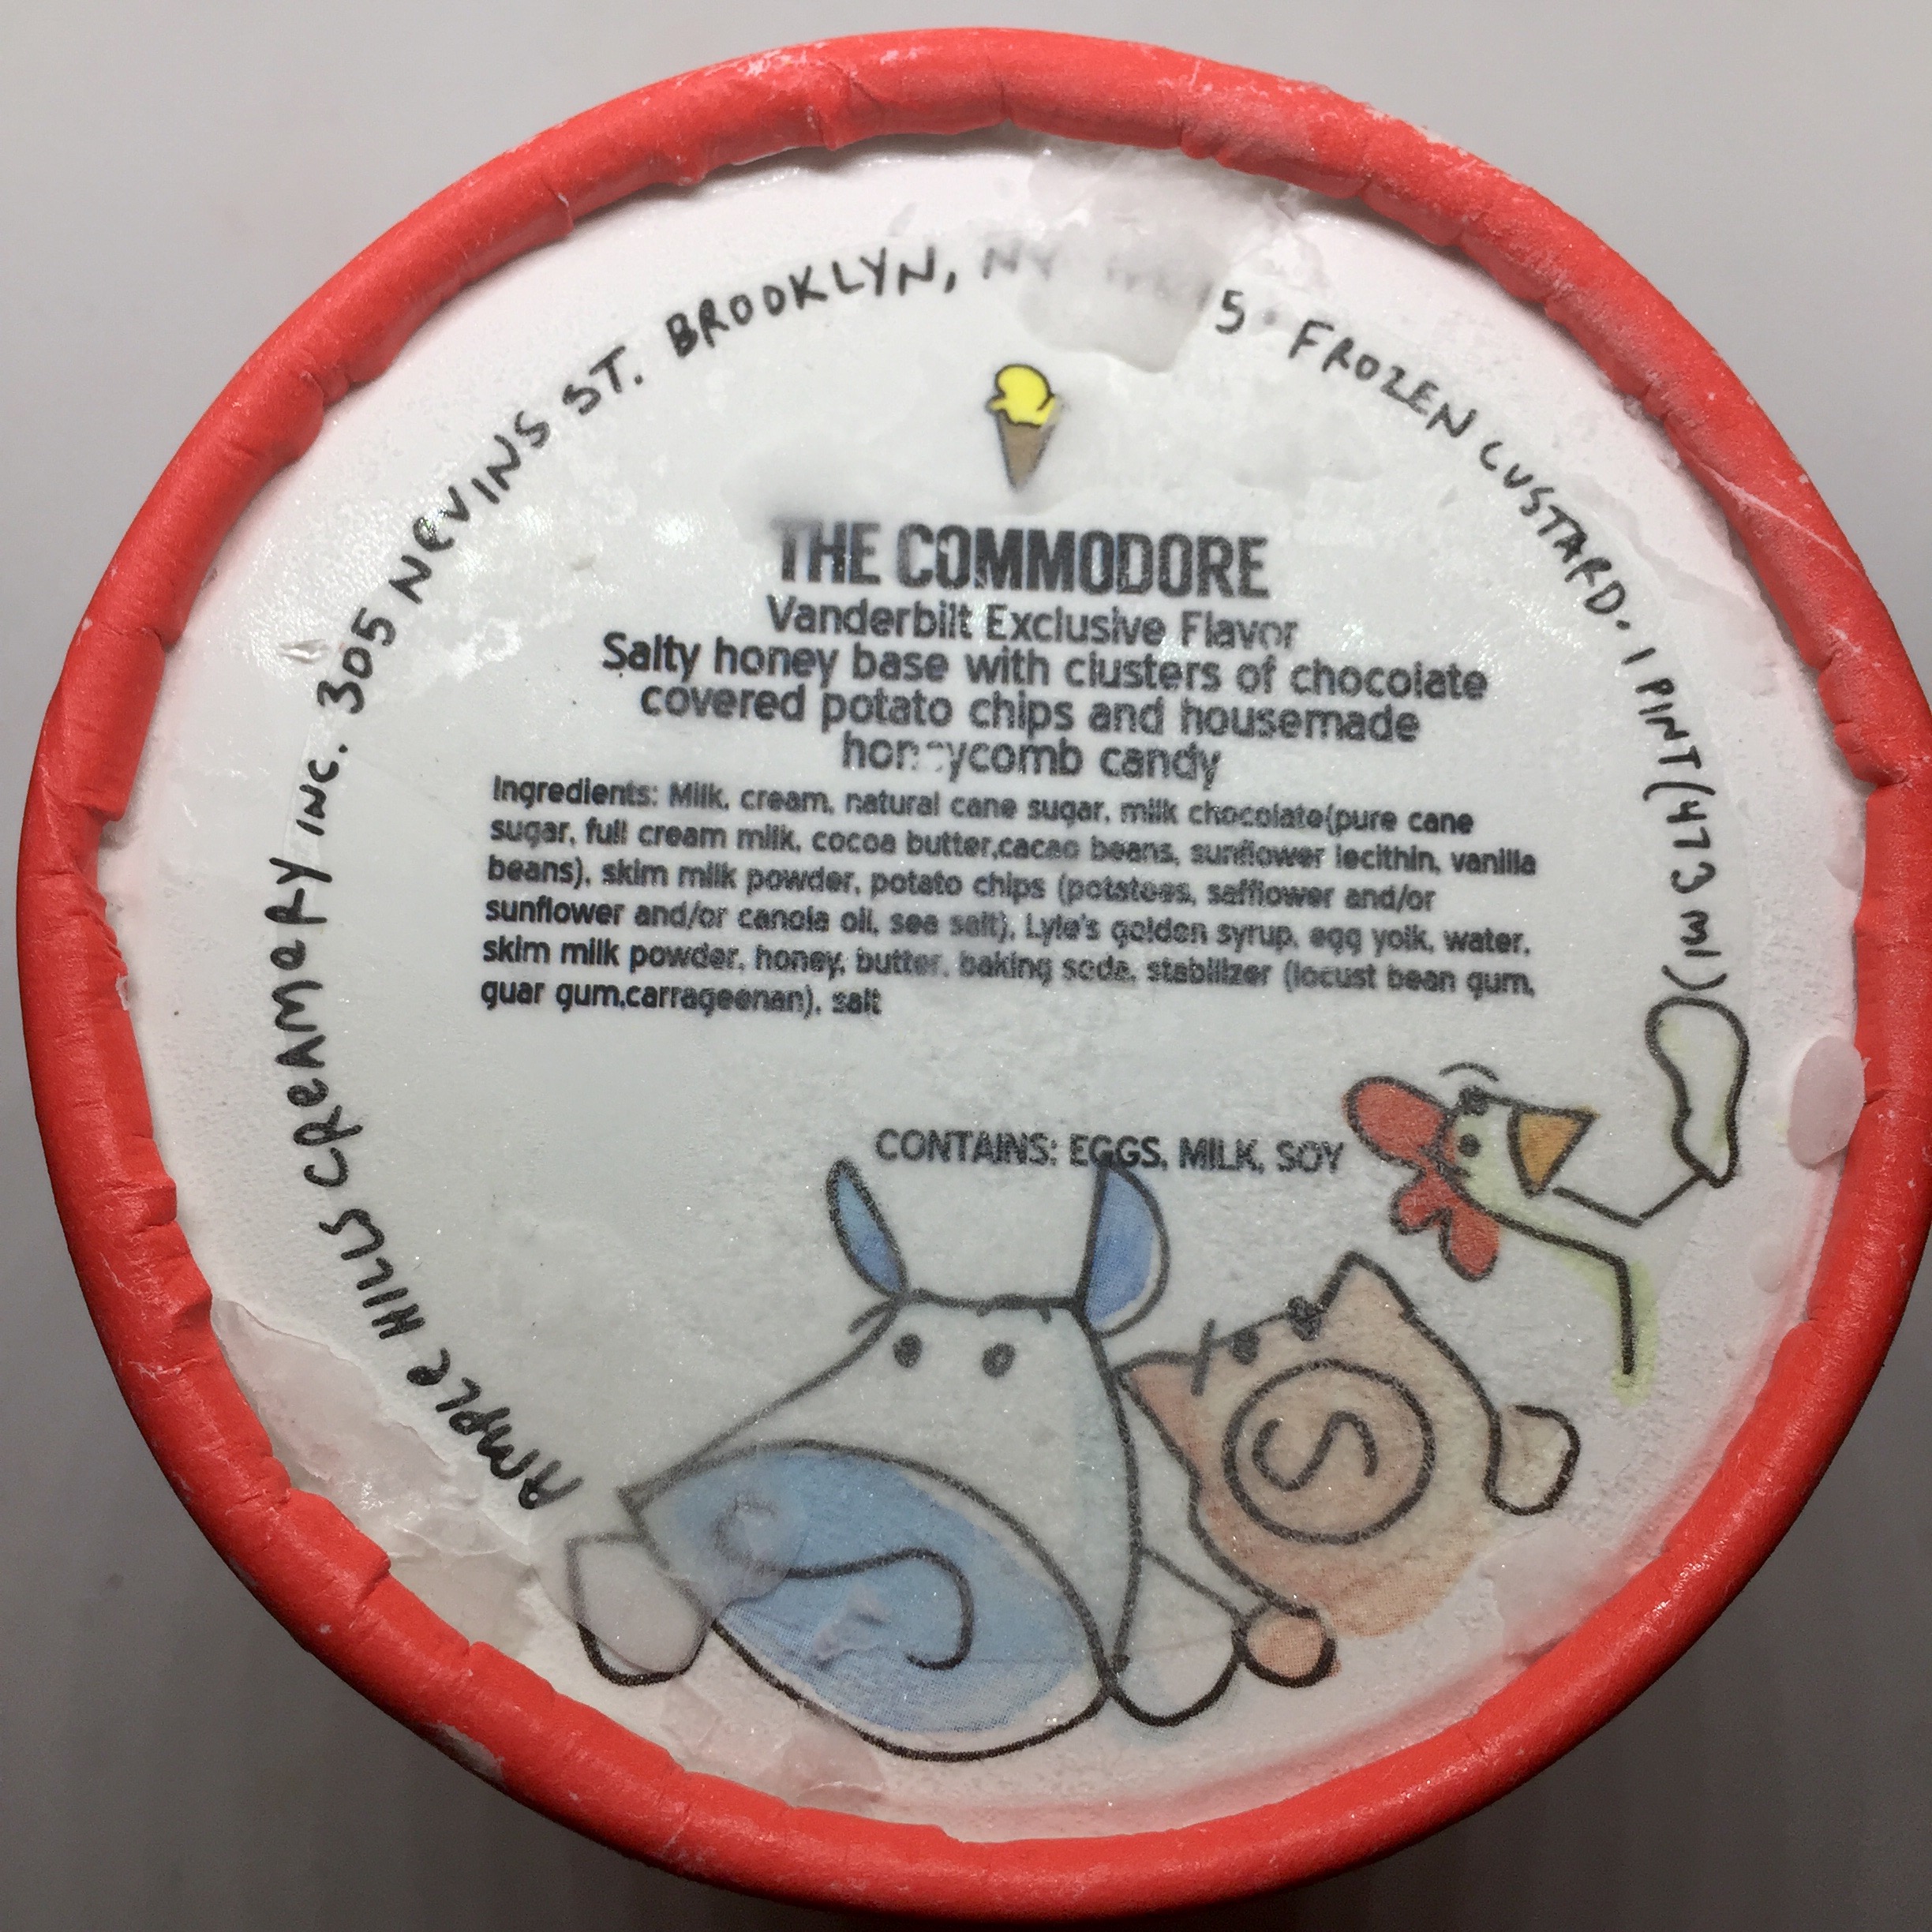 AMPLE HILLS CREAMERY INC. 305 NEVINS ST. BROOKLYN, NY 5 · FROZEN CUSTARD · 1 PINT (473 ml)
THE COMMODORE
Vanderbilt Exclusive Flavor
Salty honey base with clusters of chocolate
covered potato chips and housemade
honeycomb candy
Ingredients: Milk, cream, natural cane sugar, milk chocolate(pure cane
sugar, full cream milk, cocoa butter,cacao beans, sunflower lecithin, vanilla
beans), skim milk powder, potato chips (potatoes, safflower and/or
sunflower and/or canola oil, sea salt), Lyle's golden syrup, egg yolk, water,
skim milk powder, honey, butter, baking soda, stabilizer (locust bean gum,
guar gum,carrageenan), salt
CONTAINS: EGGS, MILK, SOY